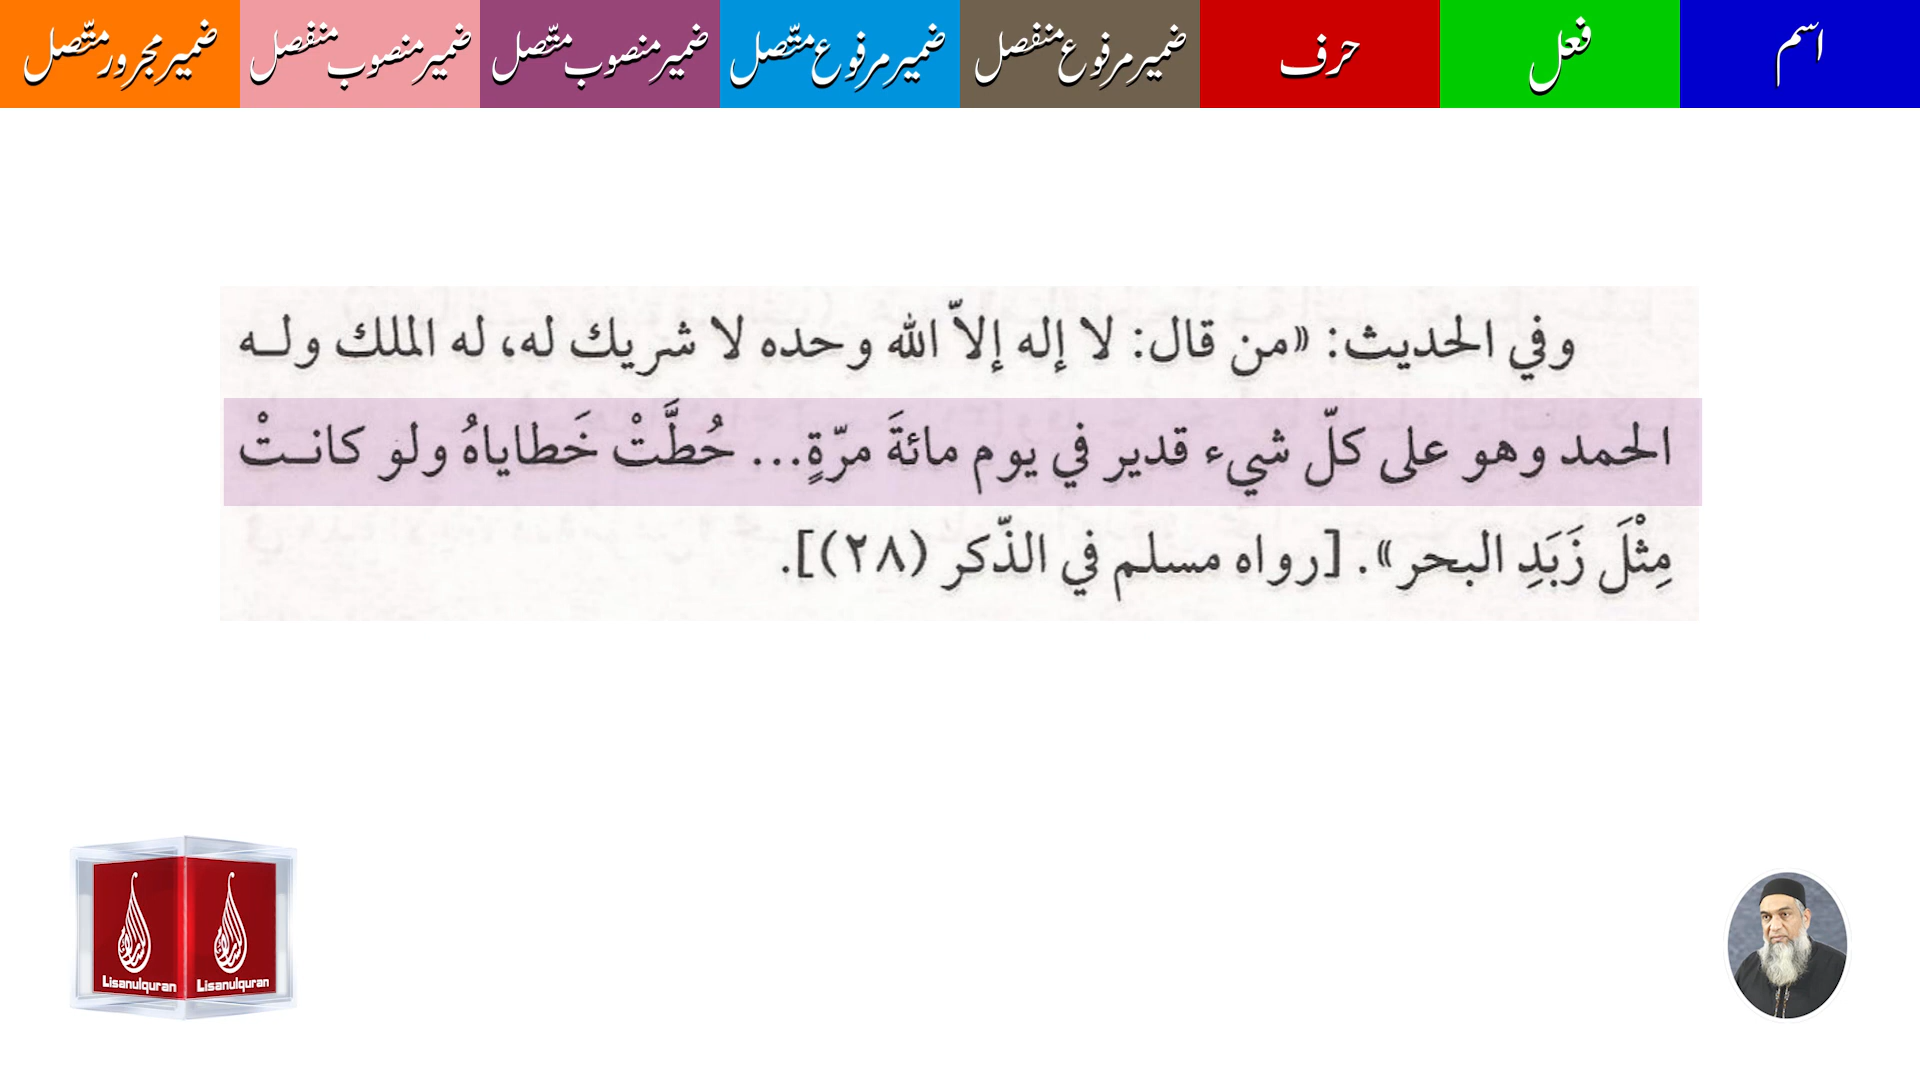 اسم
فعل
حرف
ضمیر مرفوع منفصل
ضمیر مرفوع متّصل
ضمیر منصوب متّصل
ضمیر منصوب منفصل
ضمیر مجرور متّصل
وفي الحديث: «من قال: لا إله إلاّ الله وحده لا شريك له، له الملك ولـه
الحمد وهو على كلّ شيء قدير في يوم مائةَ مرّةٍ... حُطَّتْ خَطاياهُ ولو كانـتْ
مِثْلَ زَبَدِ البحر». [رواه مسلم في الذّكر (٢٨)].
Lisanulquran
Lisanulquran